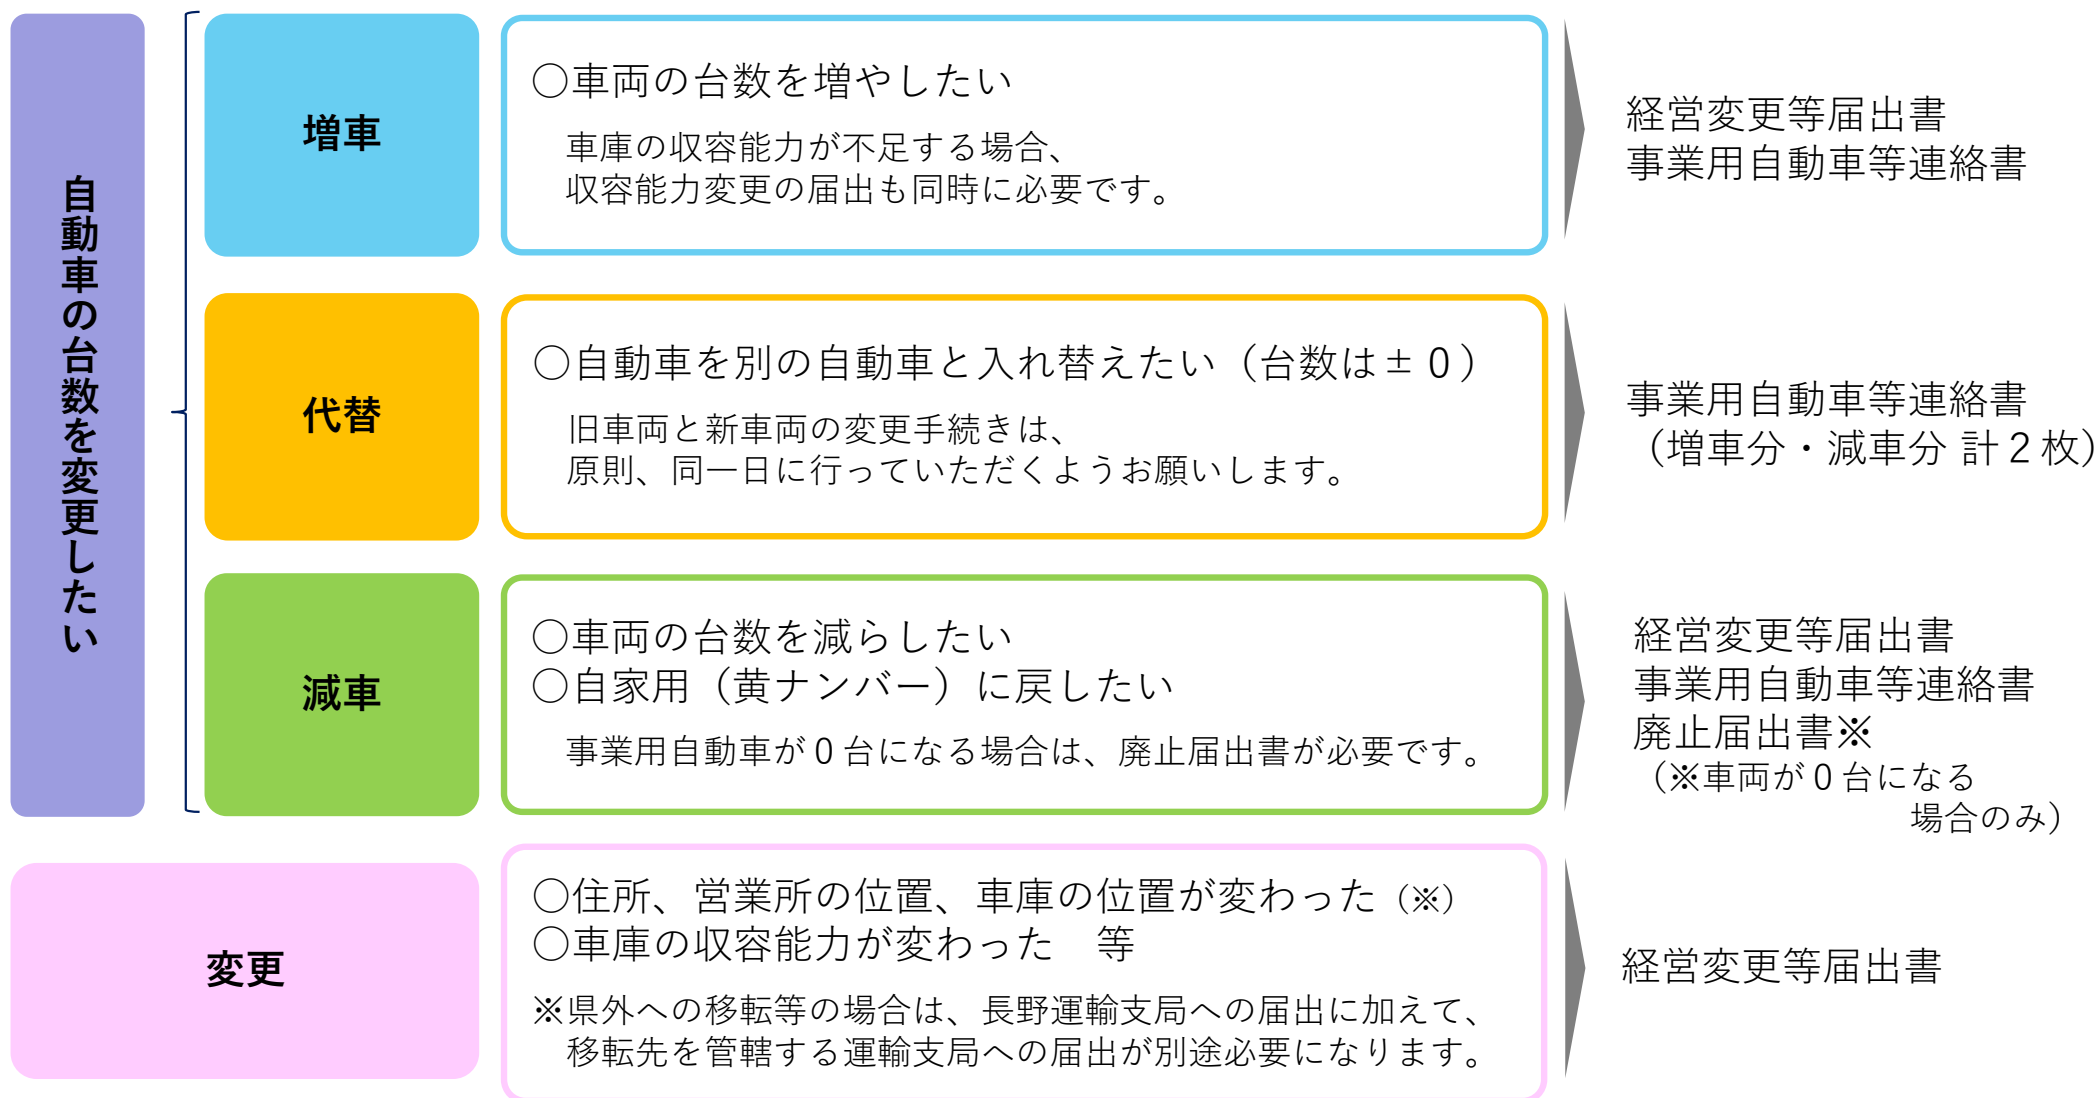 自動車の台数を変更したい
増車
○車両の台数を増やしたい
車庫の収容能力が不足する場合、
収容能力変更の届出も同時に必要です。
経営変更等届出書
事業用自動車等連絡書
代替
○自動車を別の自動車と入れ替えたい（台数は±０）
旧車両と新車両の変更手続きは、
原則、同一日に行っていただくようお願いします。
事業用自動車等連絡書
（増車分・減車分 計２枚）
減車
○車両の台数を減らしたい
○自家用（黄ナンバー）に戻したい
事業用自動車が０台になる場合は、廃止届出書が必要です。
経営変更等届出書
事業用自動車等連絡書
廃止届出書※
（※車両が０台になる
場合のみ）
変更
○住所、営業所の位置、車庫の位置が変わった（※）
○車庫の収容能力が変わった　等
※県外への移転等の場合は、長野運輸支局への届出に加えて、
移転先を管轄する運輸支局への届出が別途必要になります。
経営変更等届出書